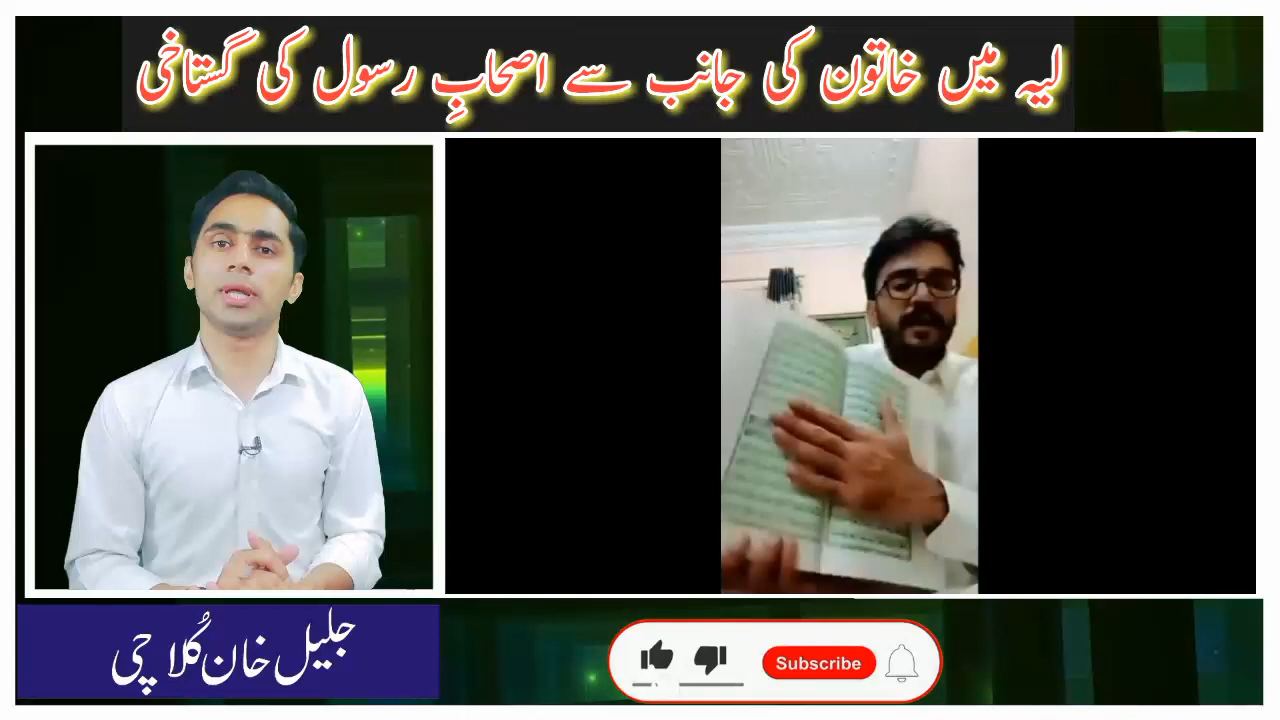 لیہ میں خاتون کی جانب سے اصحابِ رسول کی گستاخی
جلیل خان کُلاچی
Subscribe